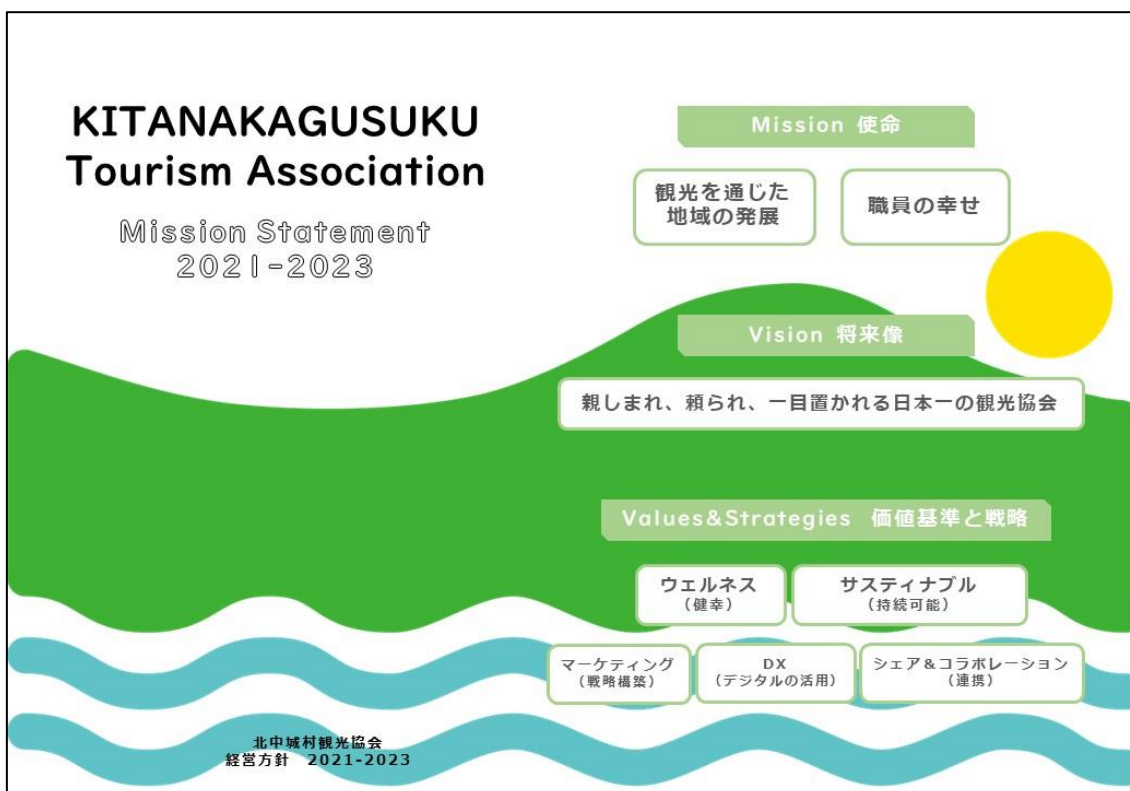 KITANAKAGUSUKU
Tourism Association
Mission Statement
2021-2023
Mission 使命
観光を通じた
地域の発展
職員の幸せ
Vision 将来像
親しまれ、頼られ、一目置かれる日本一の観光協会
Values&Strategies 価値基準と戦略
ウェルネス
（健幸）
サスティナブル
（持続可能）
マーケティング
（戦略構築）
DX
（デジタルの活用）
シェア＆コラボレーション
（連携）
北中城村観光協会
経営方針 2021-2023